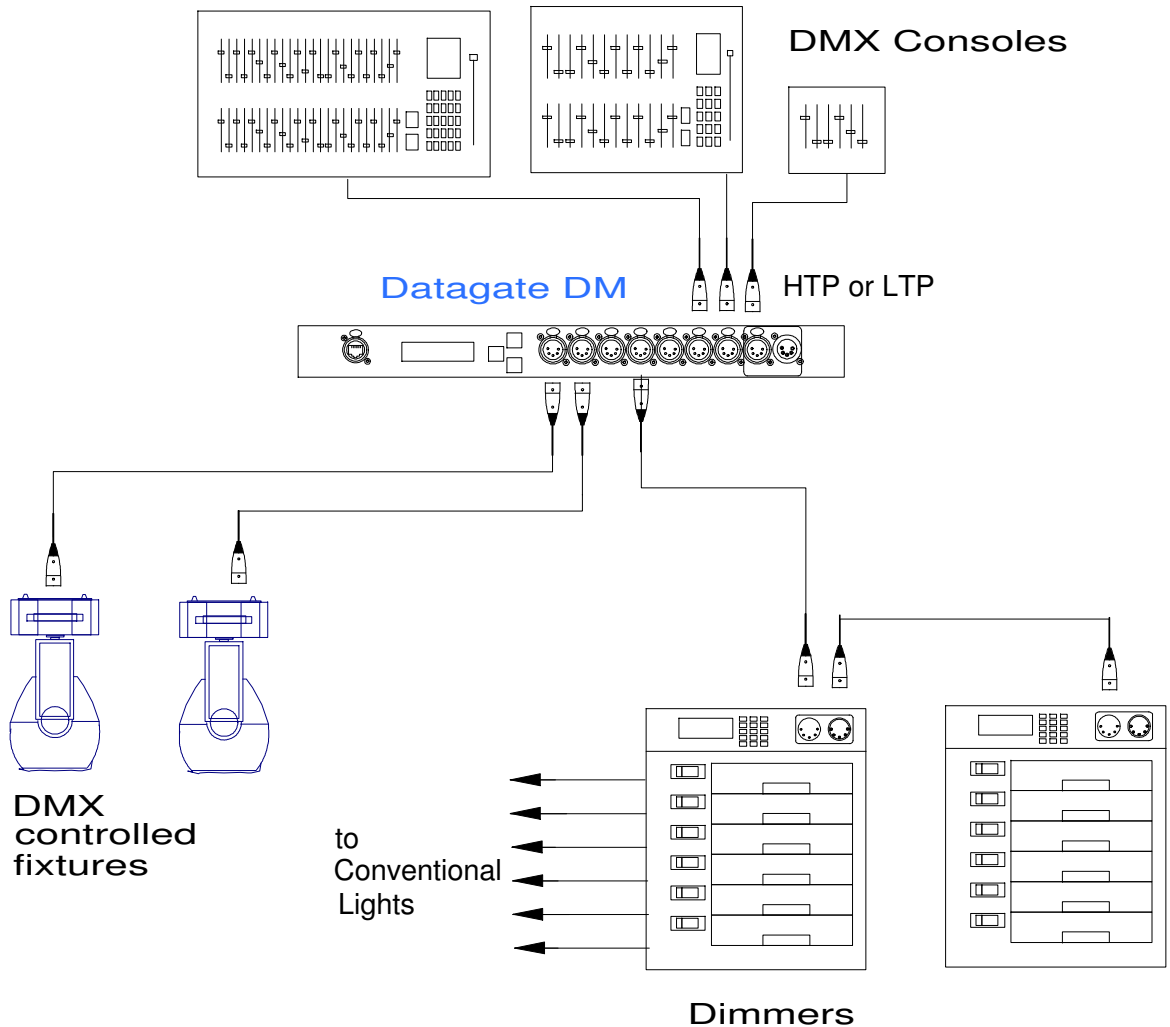 DMX Consoles
Datagate DM
HTP or LTP
DMX
controlled
fixtures
to
Conventional
Lights
Dimmers